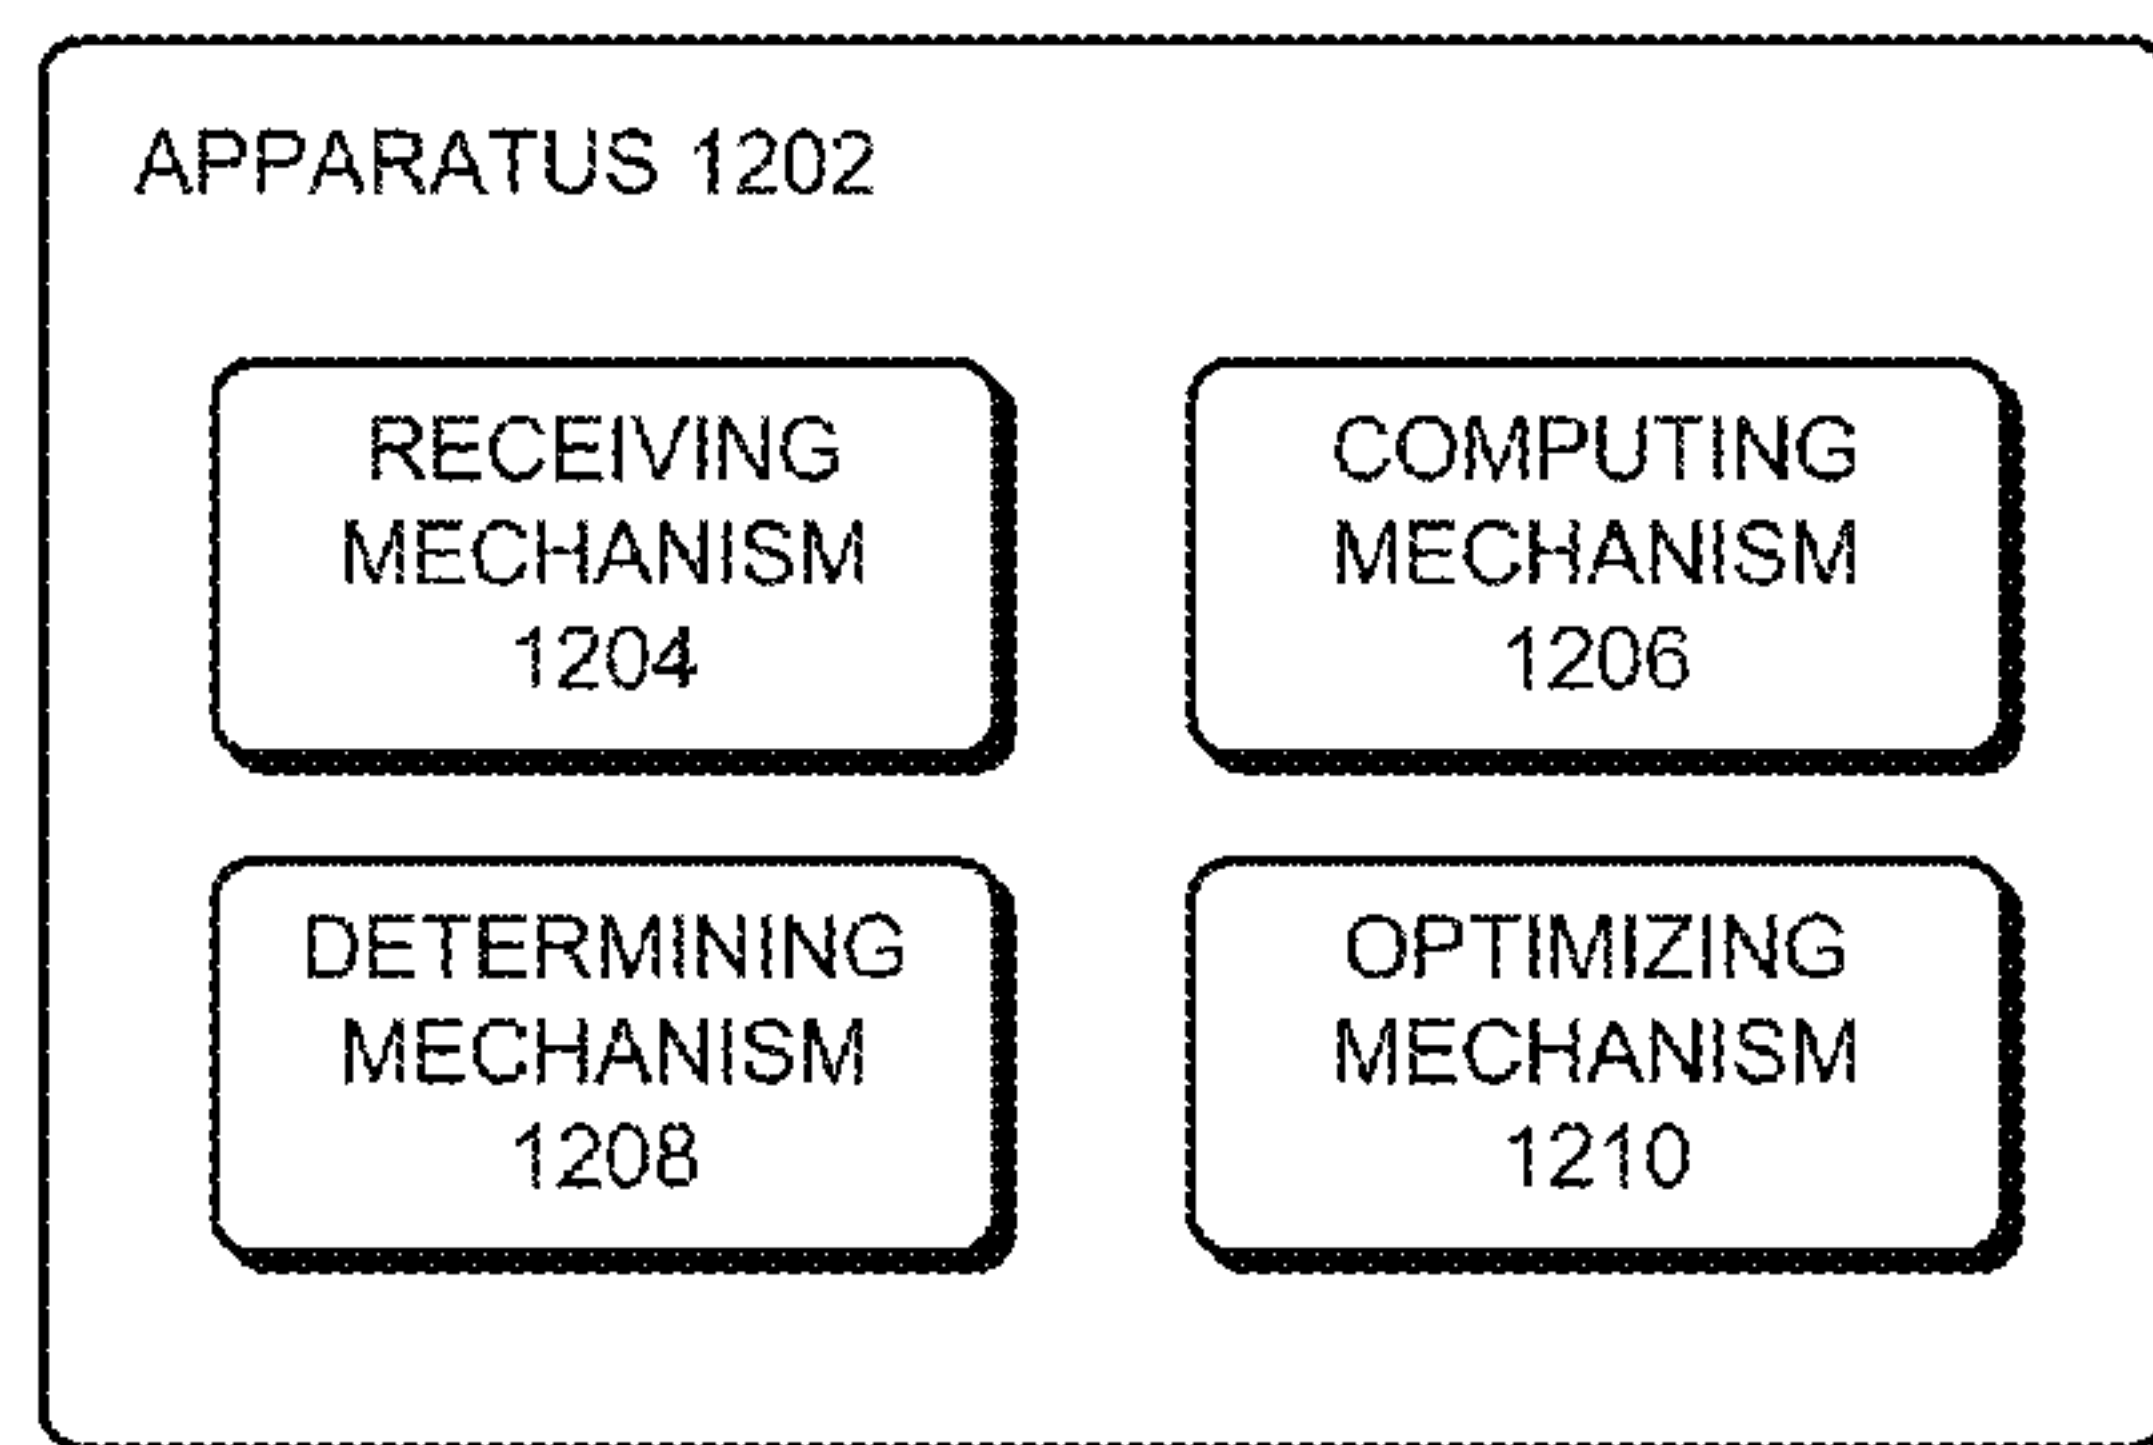 APPARATUS 1202
RECEIVING
MECHANISM
1204
COMPUTING
MECHANISM
1206
DETERMINING
MECHANISM
1208
OPTIMIZING
MECHANISM
1210